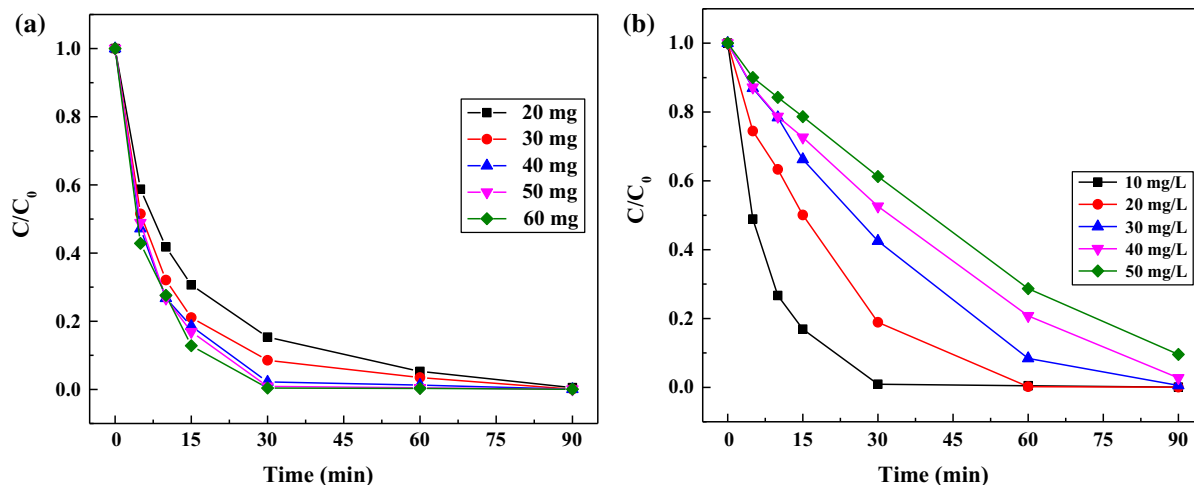 (a)
C/C0
1.0
0.8
0.6
0.4
0.2
0.0
0 15 30 45 60 75 90
Time (min)
20 mg
30 mg
40 mg
50 mg
60 mg
(b)
C/C0
1.0
0.8
0.6
0.4
0.2
0.0
0 15 30 45 60 75 90
Time (min)
10 mg/L
20 mg/L
30 mg/L
40 mg/L
50 mg/L